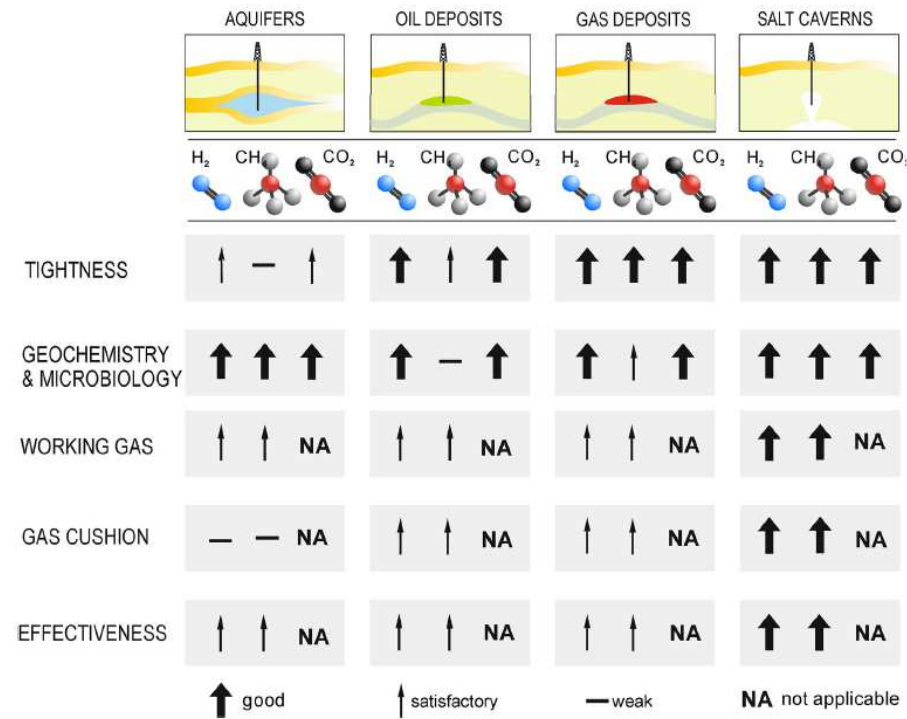 AQUIFERS OIL DEPOSITS GAS DEPOSITS SALT CAVERNS
H₂ CH₄ CO₂ H₂ CH₄ CO₂ H₂ CH₄ CO₂ H₂ CH₄ CO₂
TIGHTNESS
GEOCHEMISTRY
& MICROBIOLOGY
WORKING GAS NA NA NA NA
GAS CUSHION NA NA NA NA
EFFECTIVENESS NA NA NA NA
good satisfactory weak NA not applicable